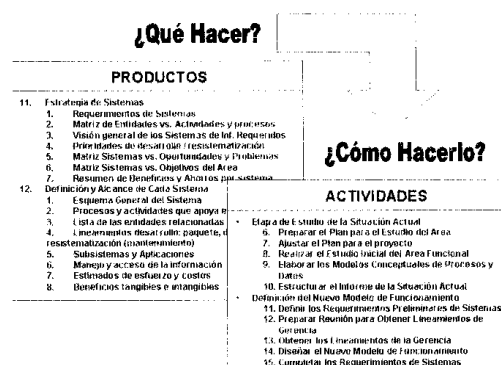 ¿Qué Hacer?
PRODUCTOS
11. Estrategia de Sistemas
1. Requerimientos de Sistemas
2. Matriz de Entidades vs. Actividades y procesos
3. Visión general de los Sistemas de Inf. Requeridos
4. Prioridades de desarrollo / resistematización
5. Matriz Sistemas vs. Oportunidades y Problemas
6. Matriz Sistemas vs. Objetivos del Area
7. Resumen de Beneficios y Ahorros por sistema
12. Definición y Alcance de Cada Sistema
1. Esquema General del Sistema
2. Procesos y actividades que apoya
3. Lista de las entidades relacionadas
4. Lineamientos desarrollo: paquete, d
resistematización (mantenimiento)
5. Subsistemas y Aplicaciones
6. Manejo y acceso de la información
7. Estimados de esfuerzo y costos
8. Beneficios tangibles e intangibles
¿Cómo Hacerlo?
ACTIVIDADES
• Etapa de Estudio de la Situación Actual
6. Preparar el Plan para el Estudio del Area
7. Ajustar el Plan para el proyecto
8. Realizar el Estudio Inicial del Area Funcional
9. Elaborar los Modelos Conceptuales de Procesos y
Datos
10. Estructurar el Informe de la Situación Actual
• Definición del Nuevo Modelo de Funcionamiento
11. Definir los Requerimientos Preliminares de Sistemas
12. Preparar Reunión para Obtener Lineamientos de
Gerencia
13. Obtener los Lineamientos de la Gerencia
14. Diseñar el Nuevo Modelo de Funcionamiento
15. Completar los Requerimientos de Sistemas